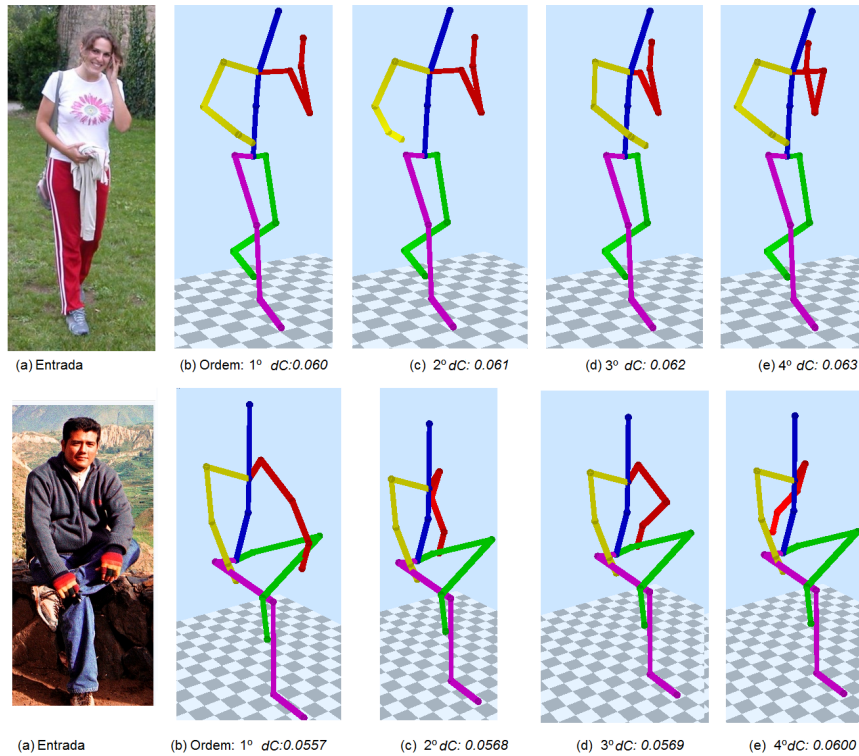 (a) Entrada (b) Ordem: 1º dC:0.060 (c) 2º dC: 0.061 (d) 3º dC: 0.062 (e) 4º dC: 0.063
(a) Entrada (b) Ordem: 1º dC:0.0557 (c) 2º dC: 0.0568 (d) 3º dC: 0.0569 (e) 4º dC: 0.0600